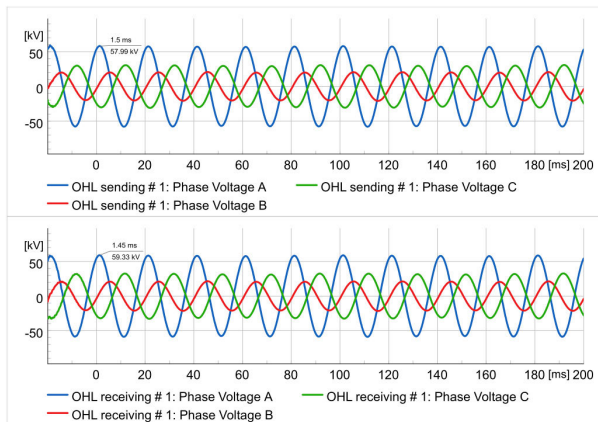 [kV]
1.5 ms
57.99 kV
50
0
-50
0 20 40 60 80 100 120 140 160 180 [ms] 200
OHL sending # 1: Phase Voltage A OHL sending # 1: Phase Voltage C
OHL sending # 1: Phase Voltage B
[kV]
1.45 ms
59.33 kV
50
0
-50
0 20 40 60 80 100 120 140 160 180 [ms] 200
OHL receiving # 1: Phase Voltage A OHL receiving # 1: Phase Voltage C
OHL receiving # 1: Phase Voltage B